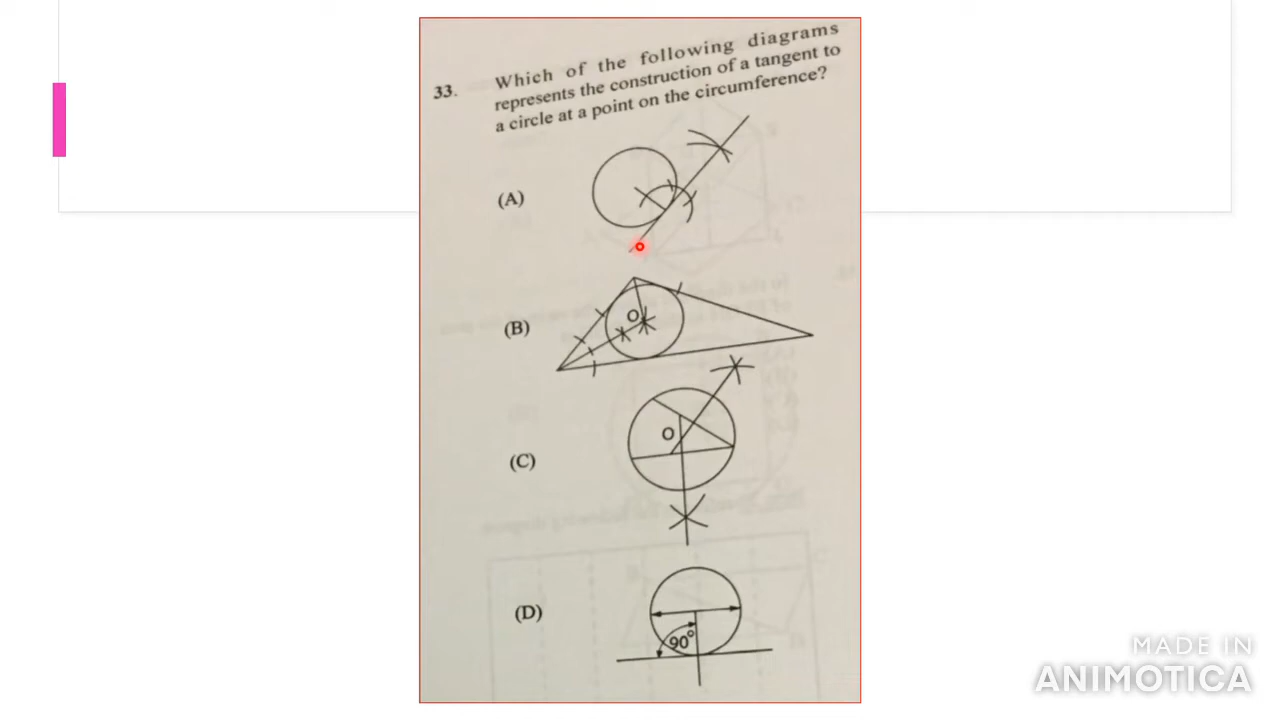 33. Which of the following diagrams
represents the construction of a tangent to
a circle at a point on the circumference?
(A)
(B)
O
(C)
O
(D)
90°
MADE IN
ANIMOTICA